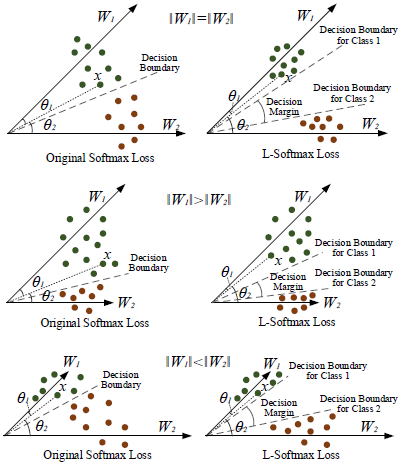 W1 ‖W1‖=‖W2‖ W1
Decision Boundary
Decision Boundary for Class 1
x x
Decision Boundary for Class 2
θ1 θ1
Decision Margin
θ2 W2 θ2 W2
Original Softmax Loss L-Softmax Loss
W1 ‖W1‖>‖W2‖ W1
x x
Decision Boundary
Decision Boundary for Class 1
θ1 θ1
Decision Boundary for Class 2
Decision Margin
θ2 W2 θ2 W2
Original Softmax Loss L-Softmax Loss
W1 ‖W1‖<‖W2‖ W1
Decision Boundary
Decision Boundary for Class 1
x x
θ1 θ1
Decision Boundary for Class 2
Decision Margin
θ2 W2 θ2 W2
Original Softmax Loss L-Softmax Loss